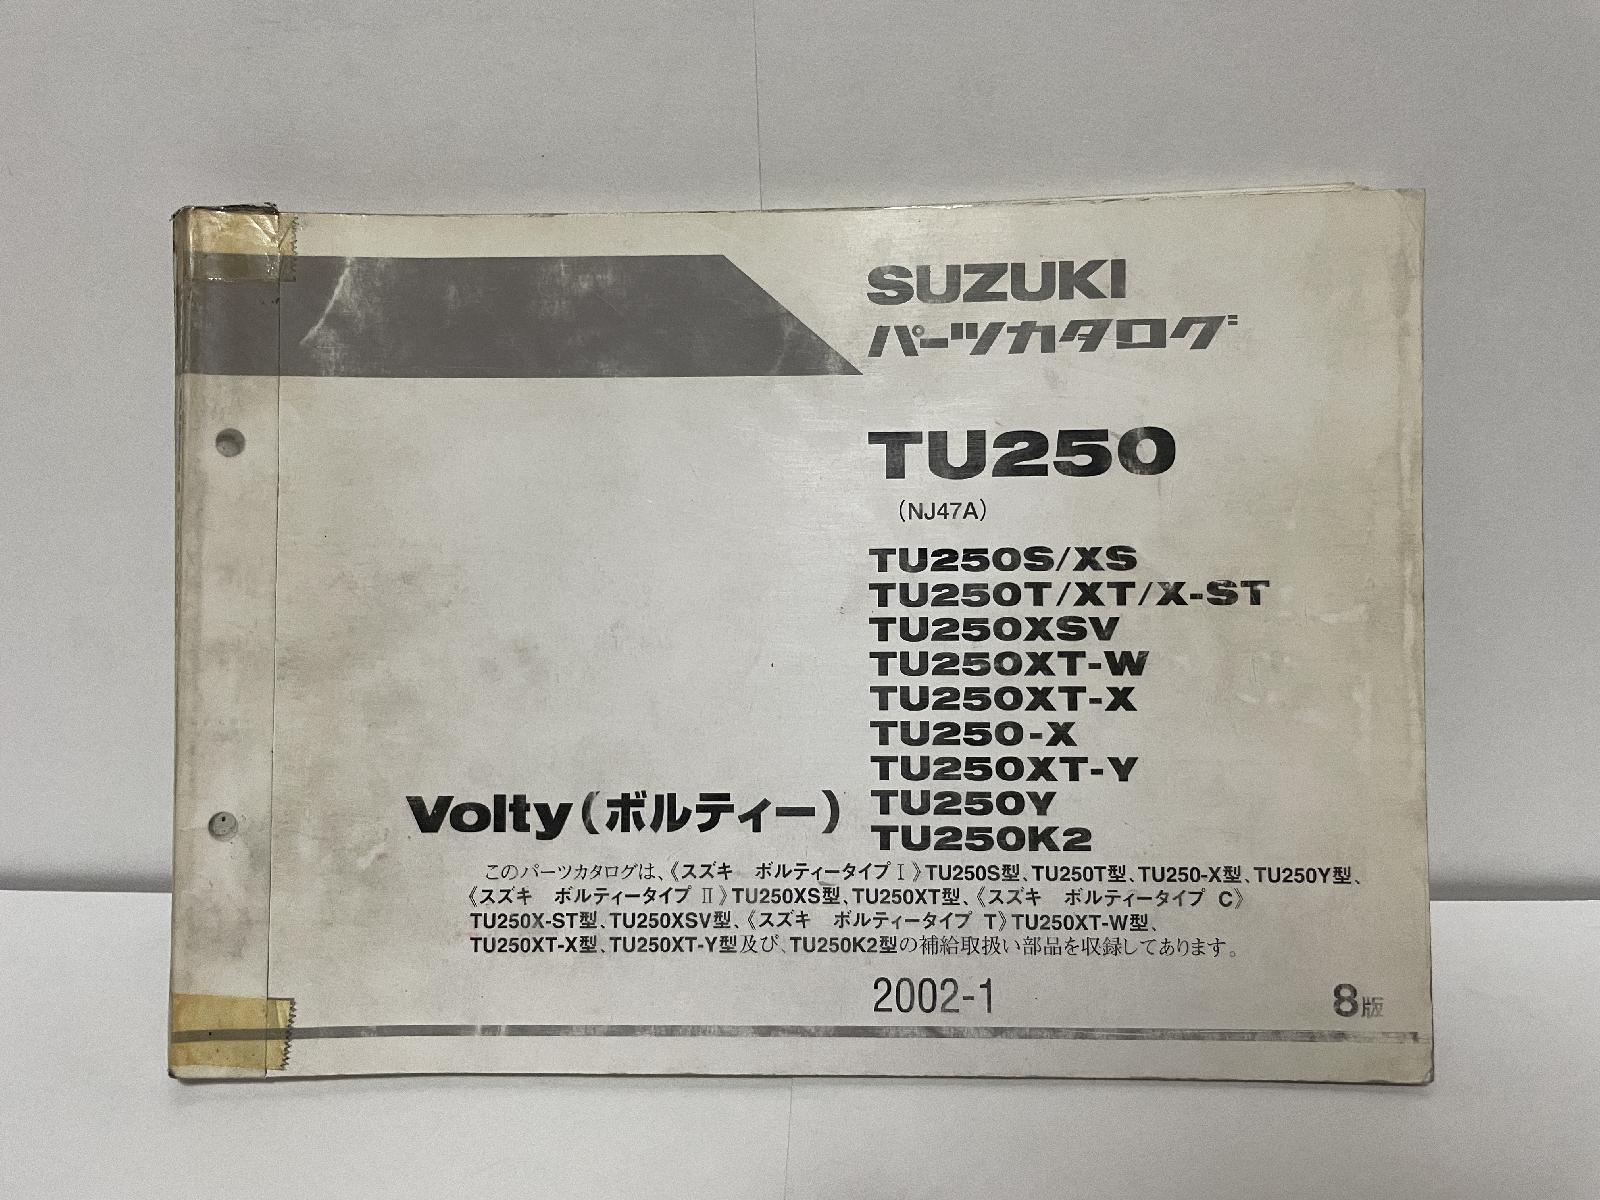 SUZUKI
パーツカタログ
TU250
(NJ47A)
TU250S/XS
TU250T/XT/X-ST
TU250XSV
TU250XT-W
TU250XT-X
TU250-X
TU250XT-Y
Volty(ボルティー) TU250Y
TU250K2
このパーツカタログは、《スズキ ボルティータイプⅠ》TU250S型、TU250T型、TU250-X型、TU250Y型、
《スズキ ボルティータイプⅡ》TU250XS型、TU250XT型、《スズキ ボルティータイプ C》
TU250X-ST型、TU250XSV型、《スズキ ボルティータイプ T》TU250XT-W型、
TU250XT-X型、TU250XT-Y型及び、TU250K2型の補給取扱い部品を収録してあります。
2002-1 8版